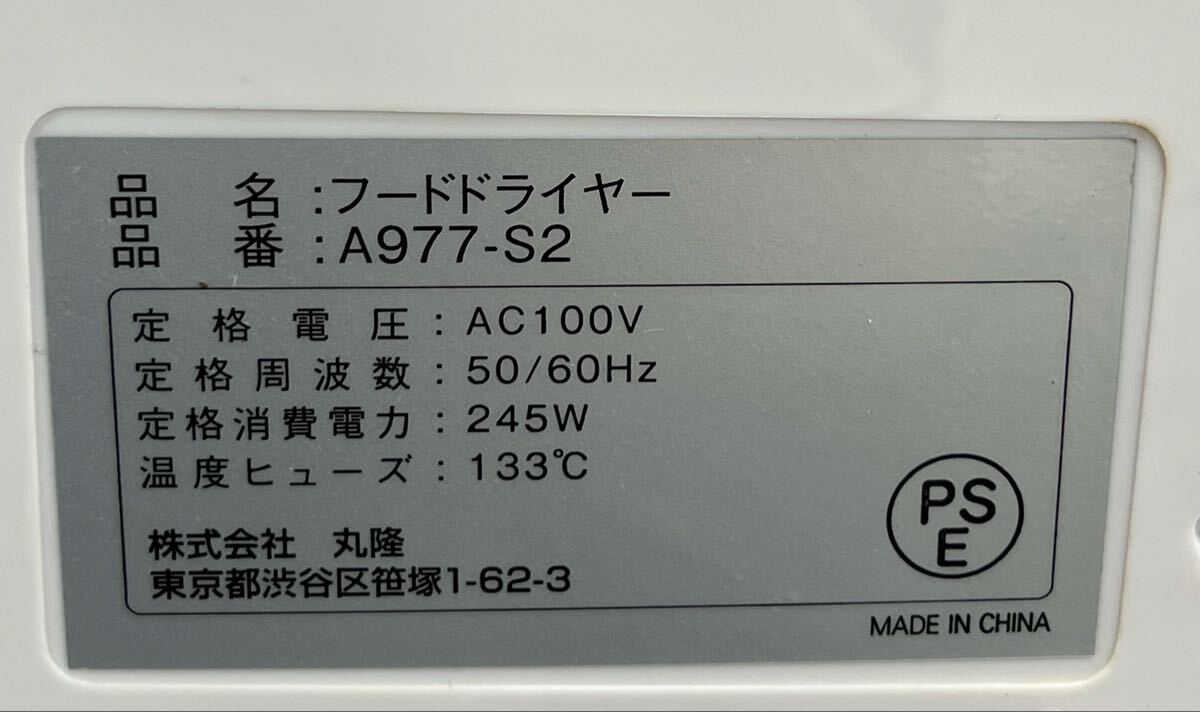 品名:フードドライヤー
品番:A977-S2
定格電圧:AC100V
定格周波数:50/60Hz
定格消費電力:245W
温度ヒューズ:133℃
株式会社 丸隆
東京都渋谷区笹塚1-62-3
PS
E
MADE IN CHINA